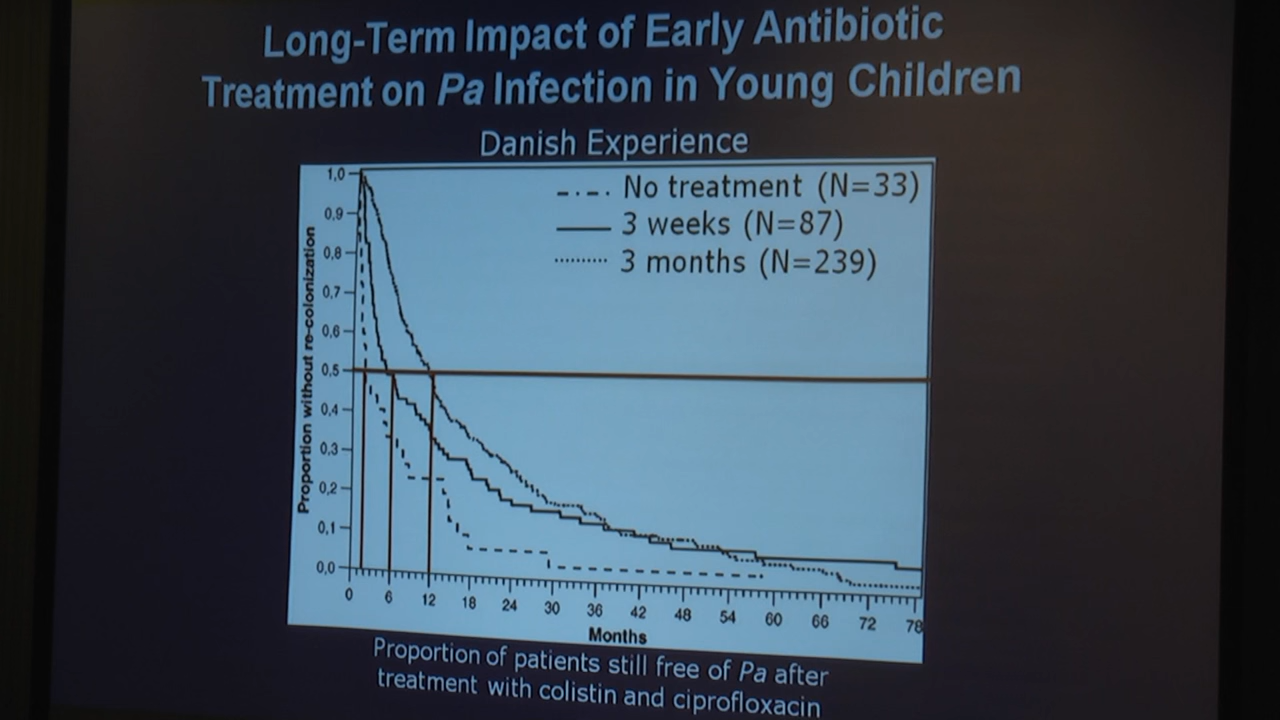 Long-Term Impact of Early Antibiotic
Treatment on Pa Infection in Young Children
Danish Experience
No treatment (N=33)
3 weeks (N=87)
3 months (N=239)
Proportion without re-colonization
1,0
0,9
0,8
0,7
0,6
0,5
0,4
0,3
0,2
0,1
0,0
0 6 12 18 24 30 36 42 48 54 60 66 72 78
Months
Proportion of patients still free of Pa after
treatment with colistin and ciprofloxacin